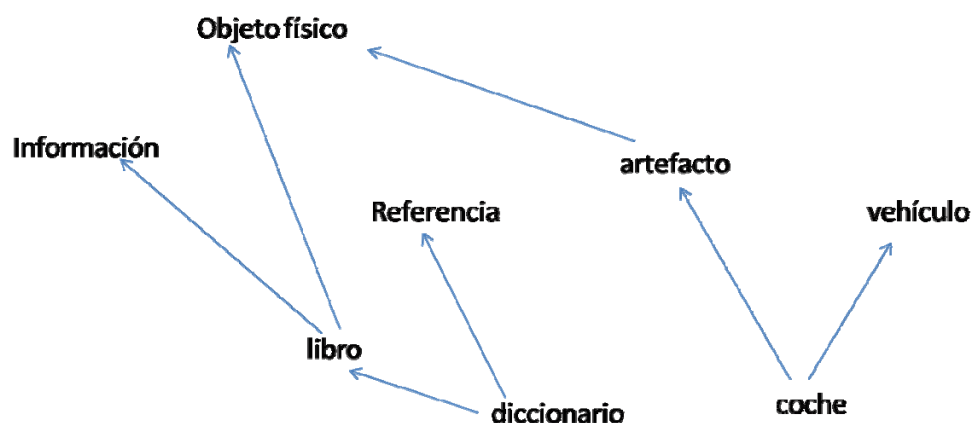 Objeto físico
Información
artefacto
Referencia
vehículo
libro
diccionario
coche